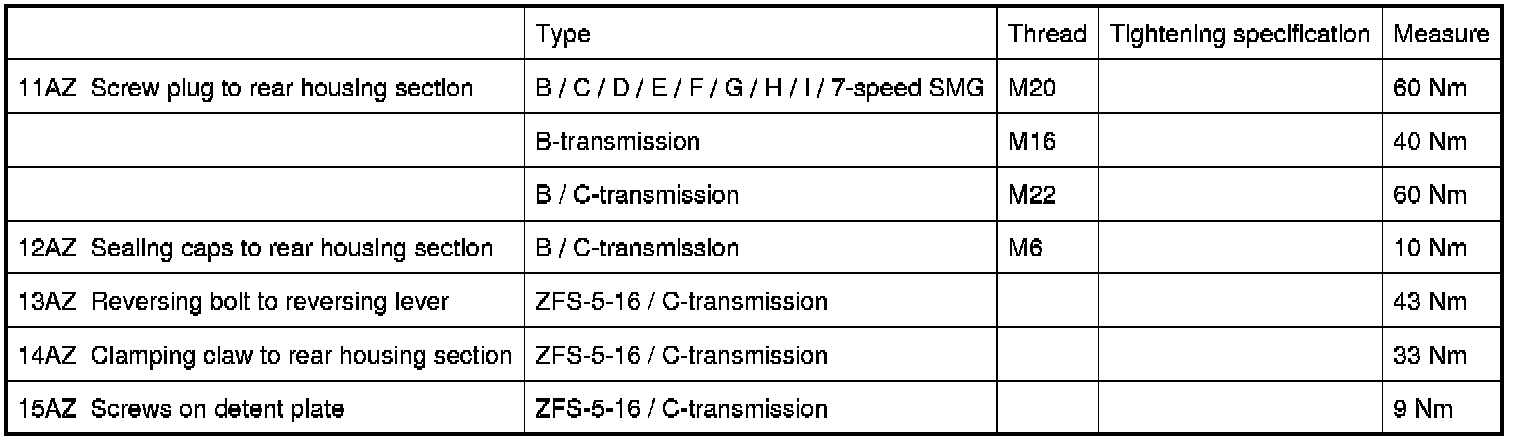 Type Thread Tightening specification Measure
11AZ Screw plug to rear housing section B / C / D / E / F / G / H / I / 7-speed SMG M20 60 Nm
B-transmission M16 40 Nm
B / C-transmission M22 60 Nm
12AZ Sealing caps to rear housing section B / C-transmission M6 10 Nm
13AZ Reversing bolt to reversing lever ZFS-5-16 / C-transmission 43 Nm
14AZ Clamping claw to rear housing section ZFS-5-16 / C-transmission 33 Nm
15AZ Screws on detent plate ZFS-5-16 / C-transmission 9 Nm